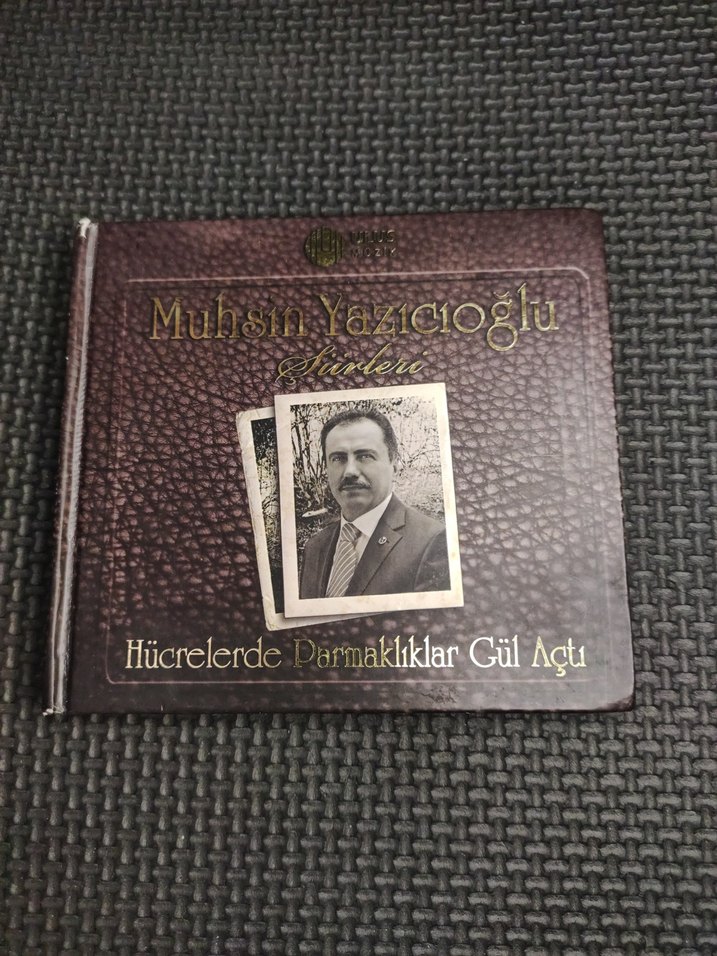 ULUS
MÜZİK
Muhsin Yazıcıoğlu
Şiirleri
Hücrelerde Parmaklıklar Gül Açtı